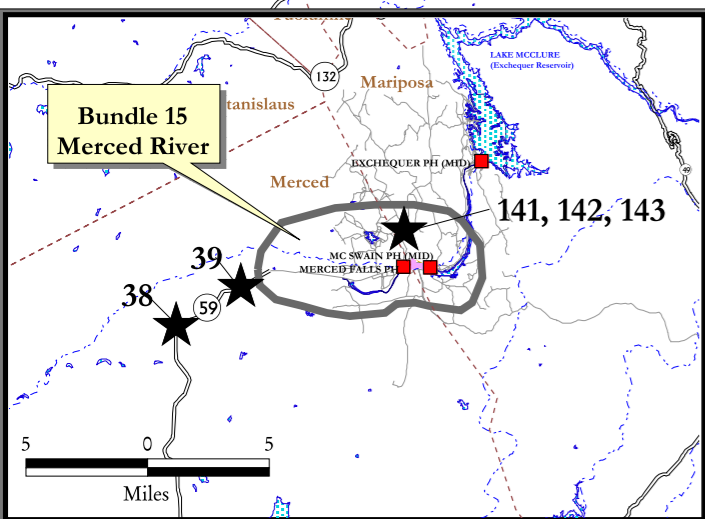 132
LAKE MCCLURE
(Exchequer Reservoir)
Mariposa
Bundle 15
Merced River
tanislaus
EXCHEQUER PH (MID)
49
Merced
141, 142, 143
MC SWAIN PH (MID)
MERCED FALLS PH
39
38
59
5 0 5
Miles